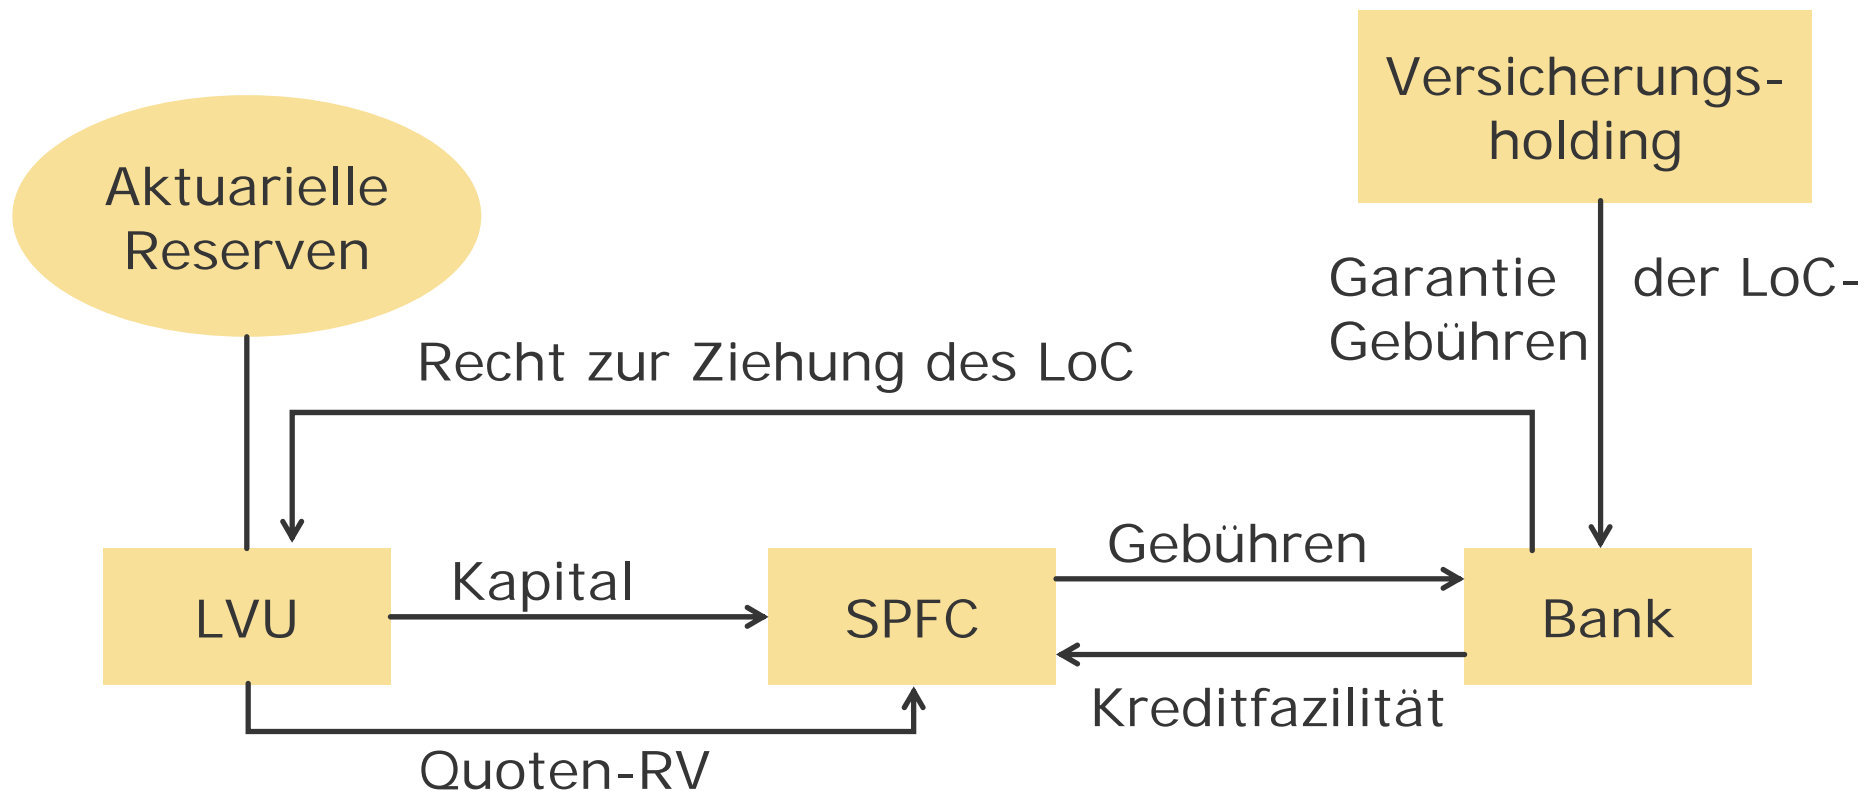 Versicherungs-
holding
Aktuarielle
Reserven
Garantie der LoC-
Gebühren
Recht zur Ziehung des LoC
Gebühren
Kapital
LVU
SPFC
Bank
Kreditfazilität
Quoten-RV